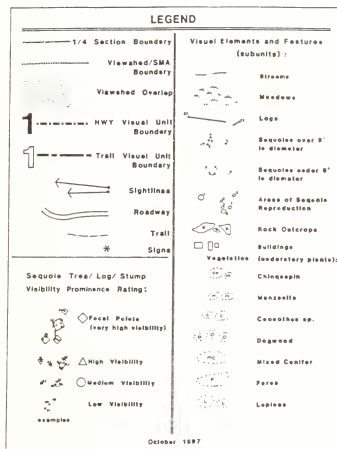 LEGEND
1/4 Section Boundary
Viewshed/SMA
Boundary
Viewshed Overlap
1 HWY Visual Unit
Boundary
1 Trail Visual Unit
Boundary
Sightlines
Roadway
Trail
* Signs
Sequoia Tree/Log/Stump
Visibility Prominence Rating:
Focal Points
(very high visibility)
High Visibility
Medium Visibility
Low Visibility
examples
Visual Elements and Features
(subunits):
Streams
Meadows
Logs
Sequoias over 9'
in diameter
Sequoias under 9'
in diameter
Areas of Sequoia
Reproduction
Rock Outcrops
Buildings
Vegetation (understory plants):
Chinquapin
Manzanita
Ceanothus sp.
Dogwood
Mixed Conifer
Ferns
Lupines
October 1987